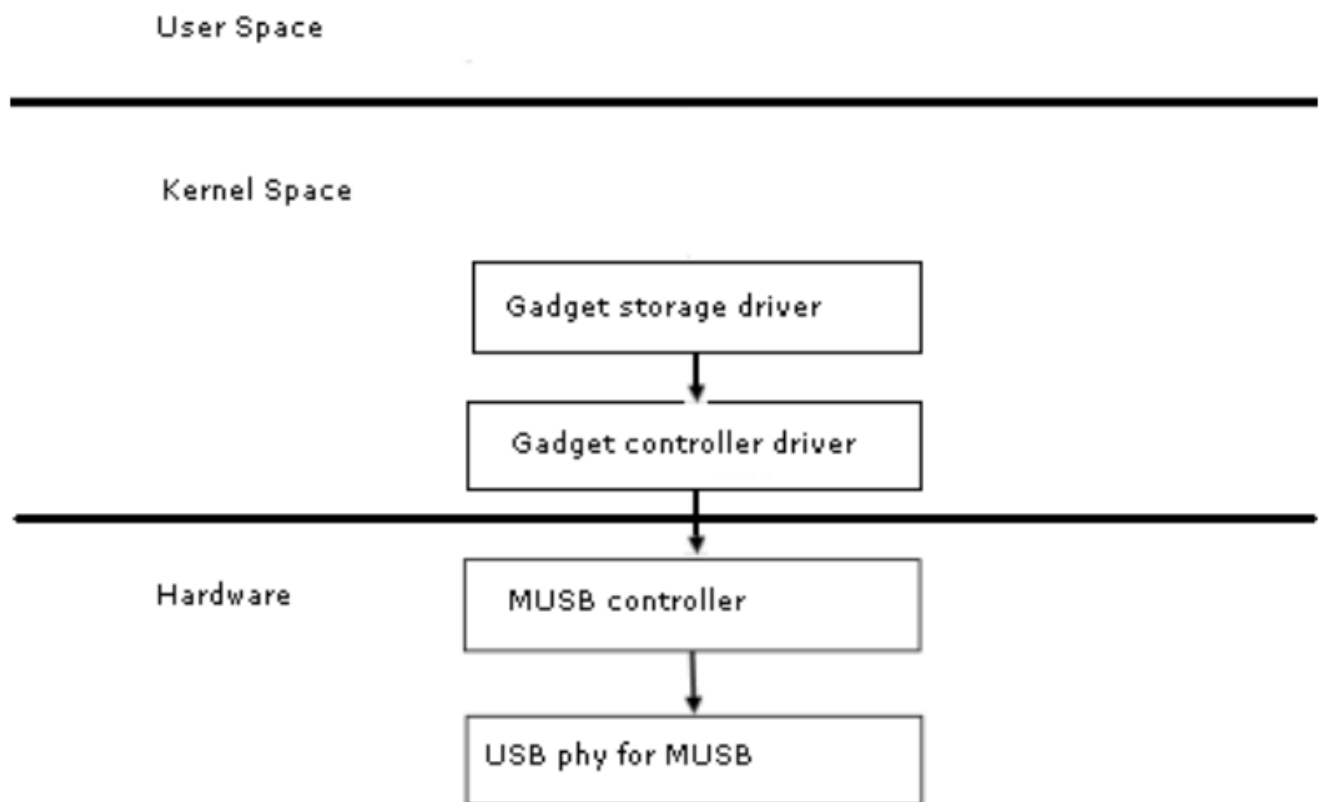 User Space
Kernel Space
Gadget storage driver
Gadget controller driver
Hardware
MUSB controller
USB phy for MUSB